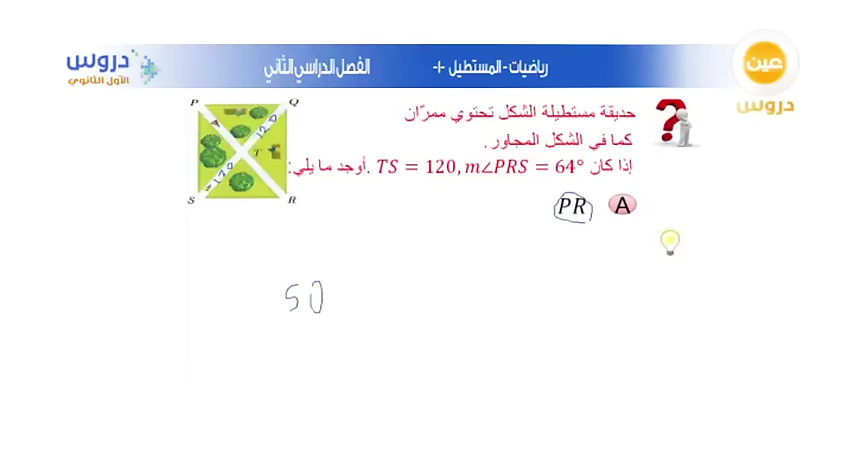 دروس
الأول الثانوي
الفصل الدراسي الثاني
رياضيات - المستطيل -1-
عين
دروس
حديقة مستطيلة الشكل تحتوي ممرّان
كما في الشكل المجاور.
إذا كان TS = 120, m∠PRS = 64° .أوجد ما يلي:
A PR
P Q
120
T
120
S R
50